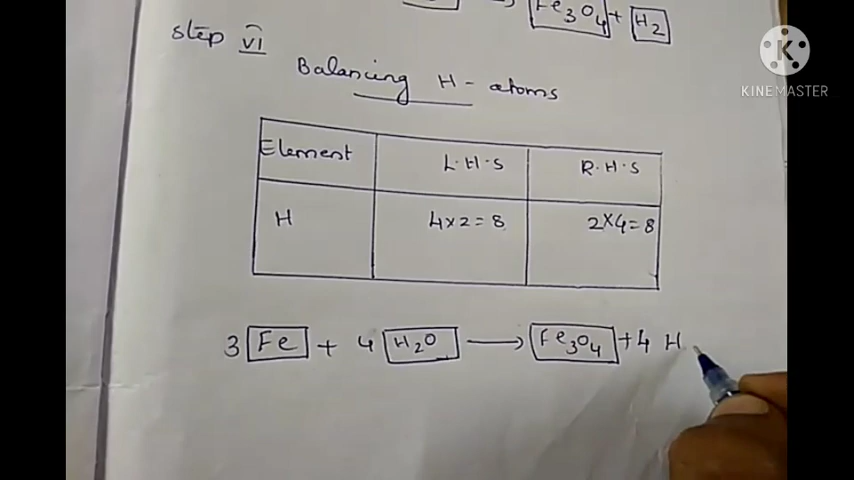 Fe3O4 + H2
step vi
Balancing H - atoms
Element L.H.S R.H.S
H 4×2=8 2×4=8
3 Fe + 4 H2O → Fe3O4 + 4 H
K
KINEMASTER